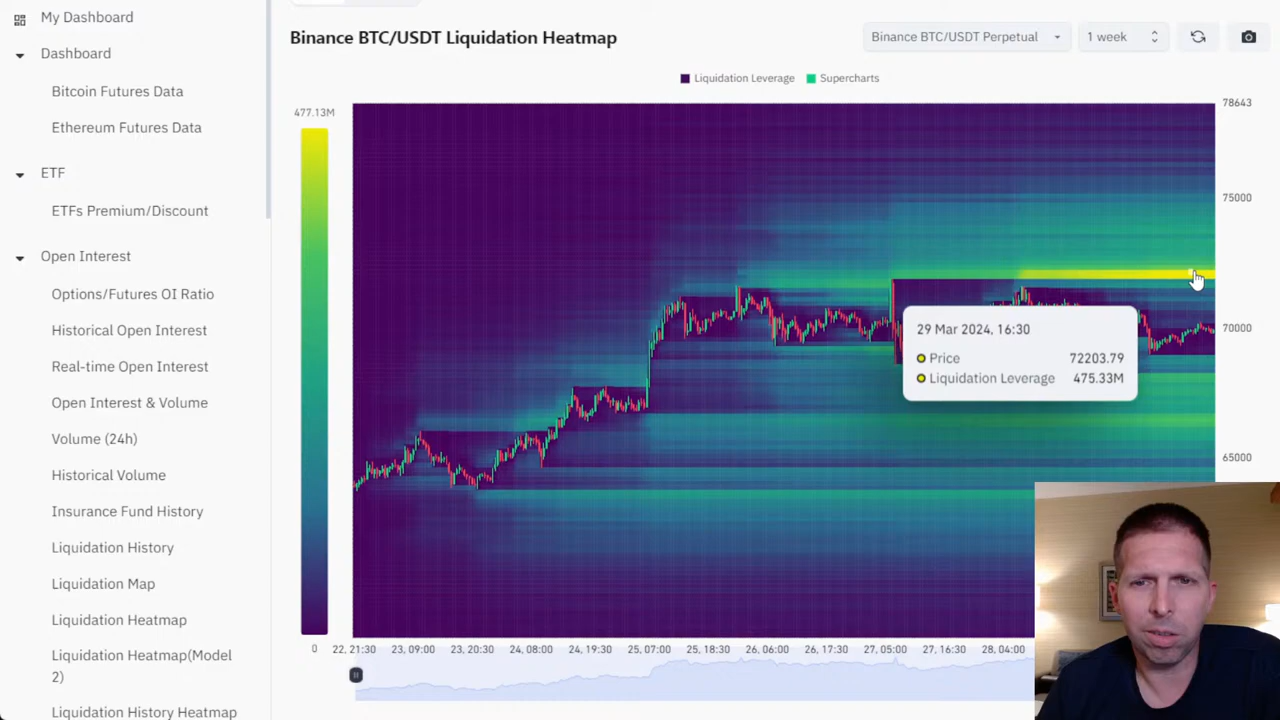 My Dashboard
Dashboard
Bitcoin Futures Data
Ethereum Futures Data
ETF
ETFs Premium/Discount
Open Interest
Options/Futures OI Ratio
Historical Open Interest
Real-time Open Interest
Open Interest & Volume
Volume (24h)
Historical Volume
Insurance Fund History
Liquidation History
Liquidation Map
Liquidation Heatmap
Liquidation Heatmap(Model
2)
Liquidation History Heatmap
Binance BTC/USDT Liquidation Heatmap
Binance BTC/USDT Perpetual
1 week
Liquidation Leverage
Supercharts
477.13M
78643
75000
70000
65000
29 Mar 2024, 16:30
Price 72203.79
Liquidation Leverage 475.33M
0
22, 21:30 23, 09:00 23, 20:30 24, 08:00 24, 19:30 25, 07:00 25, 18:30 26, 06:00 26, 17:30 27, 05:00 27, 16:30 28, 04:00